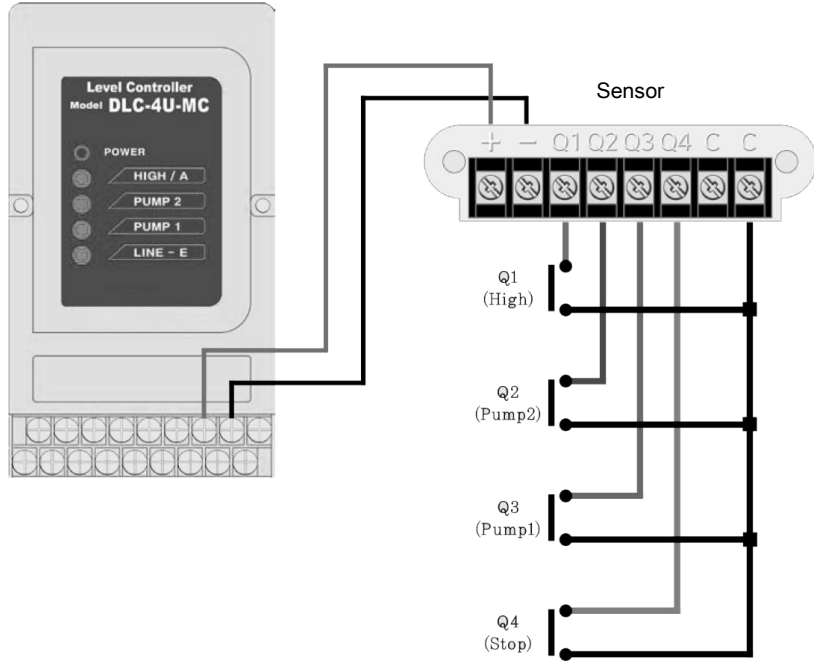 Level Controller
Model DLC-4U-MC
POWER
HIGH / A
PUMP 2
PUMP 1
LINE - E
Sensor
+ − Q1 Q2 Q3 Q4 C C
Q1
(High)
Q2
(Pump2)
Q3
(Pump1)
Q4
(Stop)